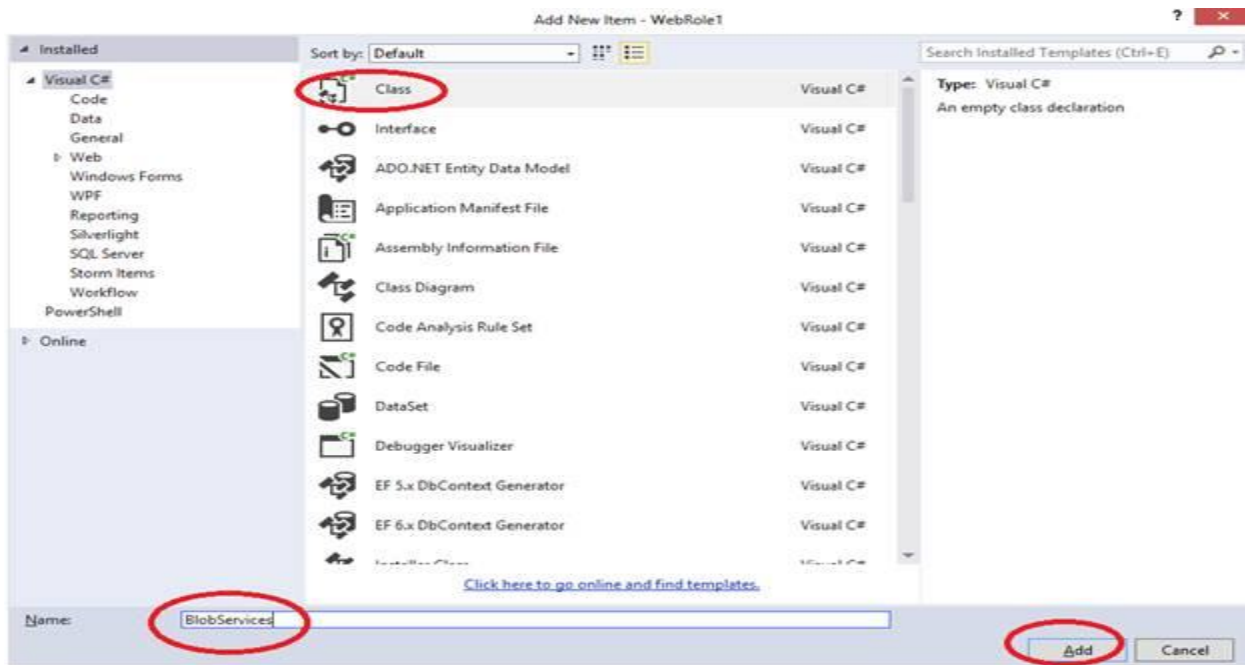 Add New Item - WebRole1
?
Installed
Sort by: Default
Search Installed Templates (Ctrl+E)
Visual C#
Code
Data
General
Web
Windows Forms
WPF
Reporting
Silverlight
SQL Server
Storm Items
Workflow
PowerShell
Online
Class Visual C#
Interface Visual C#
ADO.NET Entity Data Model Visual C#
Application Manifest File Visual C#
Assembly Information File Visual C#
Class Diagram Visual C#
Code Analysis Rule Set Visual C#
Code File Visual C#
DataSet Visual C#
Debugger Visualizer Visual C#
EF 5.x DbContext Generator Visual C#
EF 6.x DbContext Generator Visual C#
Click here to go online and find templates.
Type: Visual C#
An empty class declaration
Name: BlobServices
Add Cancel